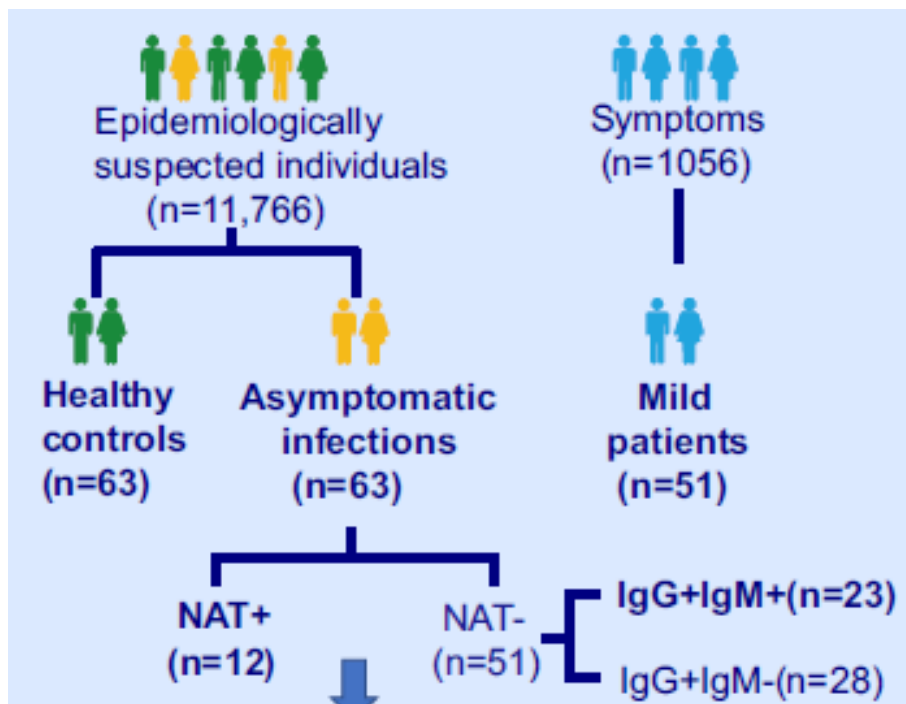 Epidemiologically
suspected individuals
(n=11,766)
Symptoms
(n=1056)
Healthy
controls
(n=63)
Asymptomatic
infections
(n=63)
Mild
patients
(n=51)
NAT+
(n=12)
NAT-
(n=51)
IgG+IgM+(n=23)
IgG+IgM-(n=28)